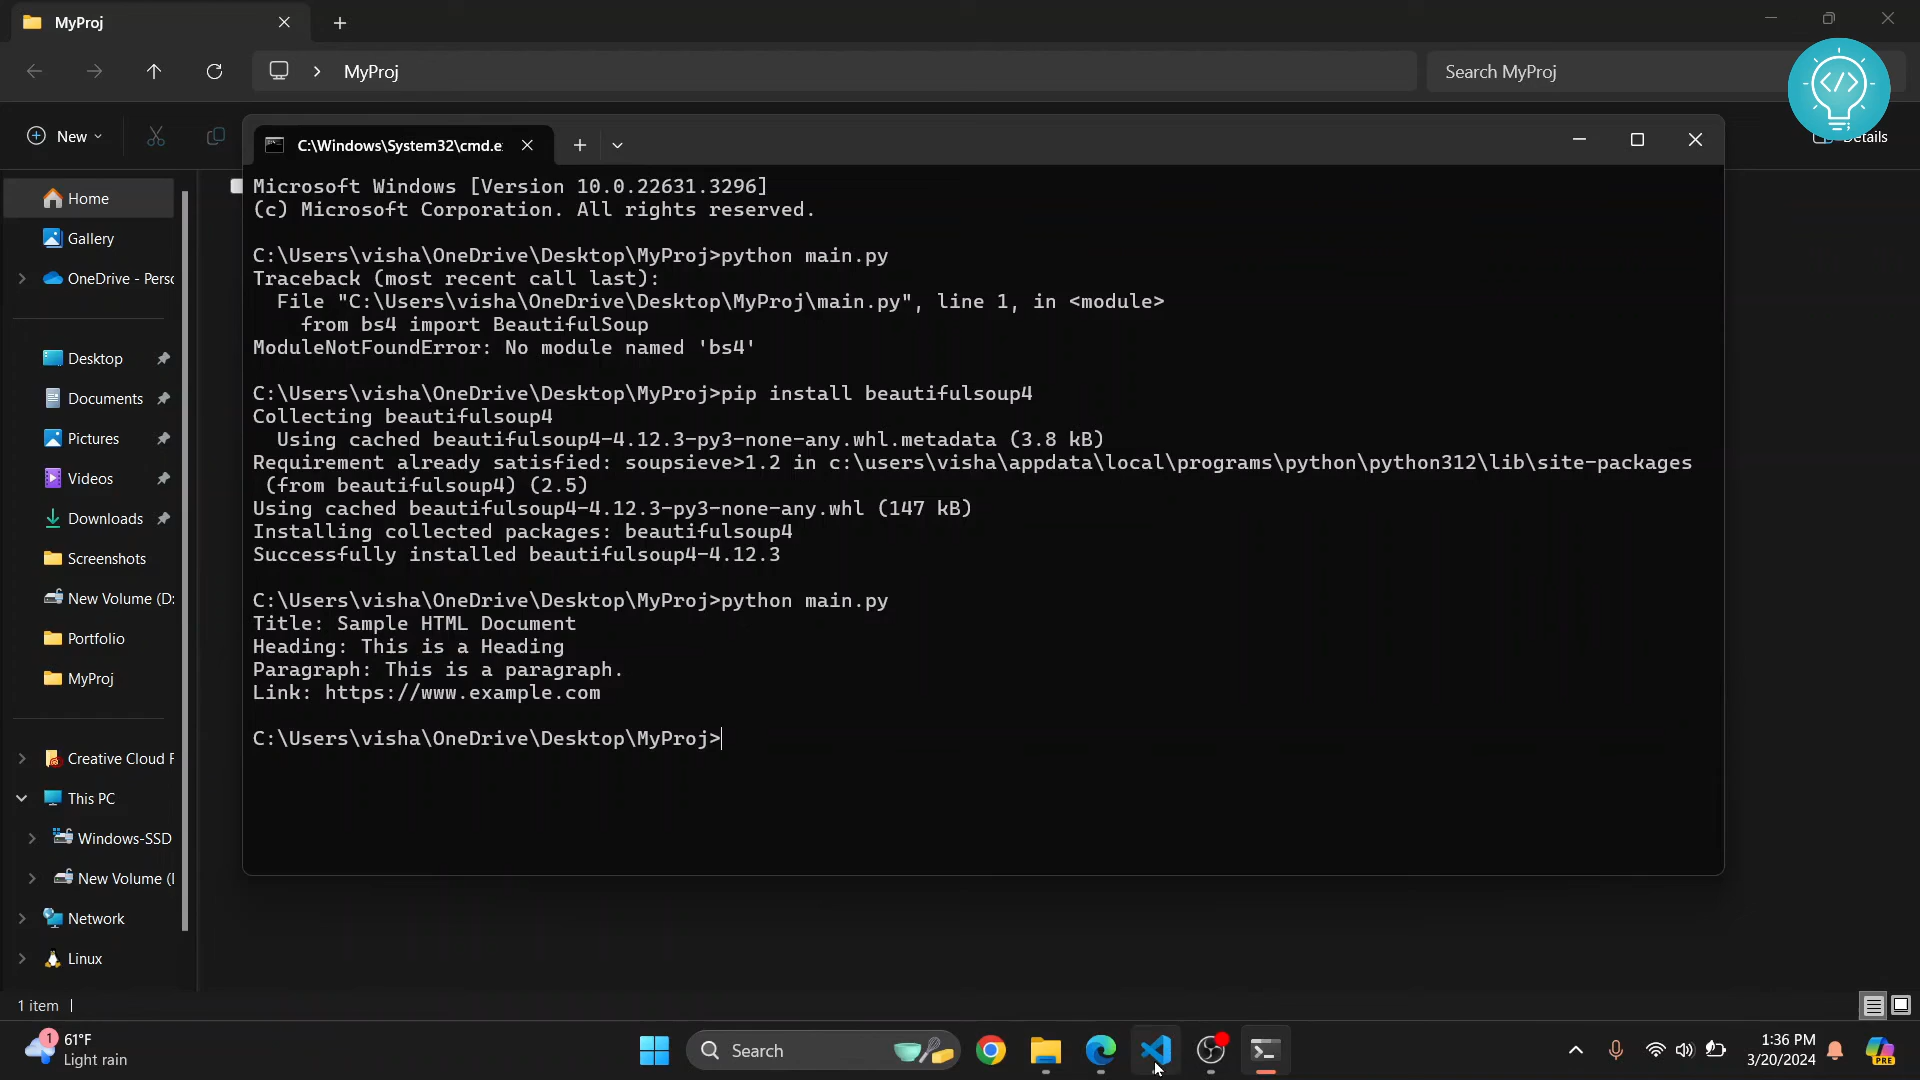 MyProj
MyProj
Search MyProj
New
Details
C:\Windows\System32\cmd.e
Microsoft Windows [Version 10.0.22631.3296]
(c) Microsoft Corporation. All rights reserved.
C:\Users\visha\OneDrive\Desktop\MyProj>python main.py
Traceback (most recent call last):
File "C:\Users\visha\OneDrive\Desktop\MyProj\main.py", line 1, in <module>
from bs4 import BeautifulSoup
ModuleNotFoundError: No module named 'bs4'
C:\Users\visha\OneDrive\Desktop\MyProj>pip install beautifulsoup4
Collecting beautifulsoup4
Using cached beautifulsoup4-4.12.3-py3-none-any.whl.metadata (3.8 kB)
Requirement already satisfied: soupsieve>1.2 in c:\users\visha\appdata\local\programs\python\python312\lib\site-packages
(from beautifulsoup4) (2.5)
Using cached beautifulsoup4-4.12.3-py3-none-any.whl (147 kB)
Installing collected packages: beautifulsoup4
Successfully installed beautifulsoup4-4.12.3
C:\Users\visha\OneDrive\Desktop\MyProj>python main.py
Title: Sample HTML Document
Heading: This is a Heading
Paragraph: This is a paragraph.
Link: https://www.example.com
C:\Users\visha\OneDrive\Desktop\MyProj>
Home
Gallery
OneDrive - Persc
Desktop
Documents
Pictures
Videos
Downloads
Screenshots
New Volume (D:
Portfolio
MyProj
Creative Cloud F
This PC
Windows-SSD
New Volume (I
Network
Linux
1 item
1
61°F
Light rain
Search
PRE
1:36 PM
3/20/2024